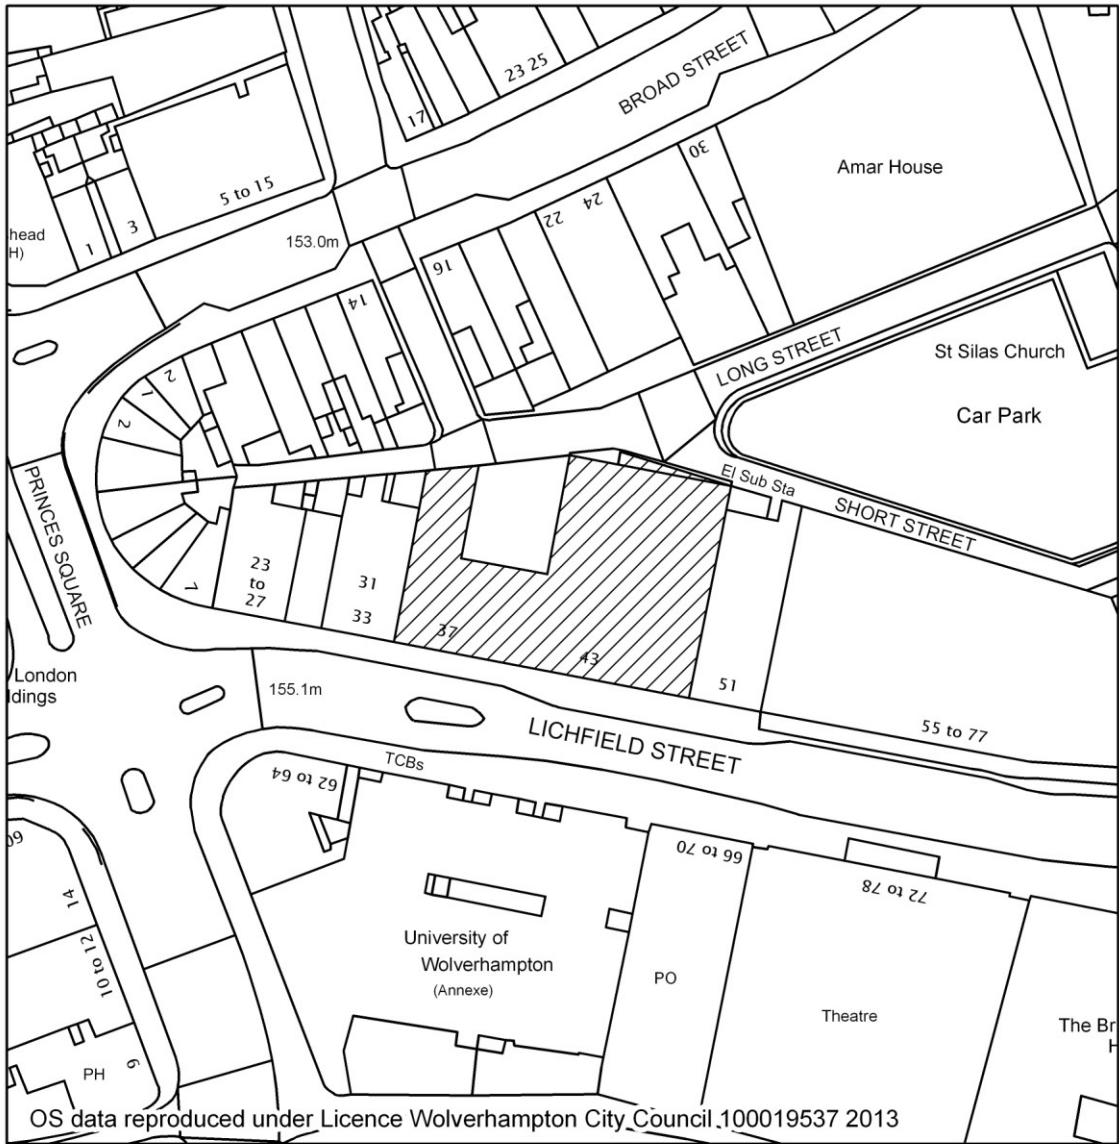 23 25
BROAD STREET
17
5 to 15
Amar House
30
24
22
head
H)
1
3
153.0m
16
14
LONG STREET
St Silas Church
Car Park
2
1
2
El Sub Sta
SHORT STREET
PRINCES SQUARE
23
to
27
31
33
7
37
43
51
London
ldings
155.1m
LICHFIELD STREET
55 to 77
TCBs
62 to 64
66 to 70
72 to 78
60
14
10 to 12
University of
Wolverhampton
(Annexe)
PO
Theatre
The Br
H
PH
9
OS data reproduced under Licence Wolverhampton City Council 100019537 2013